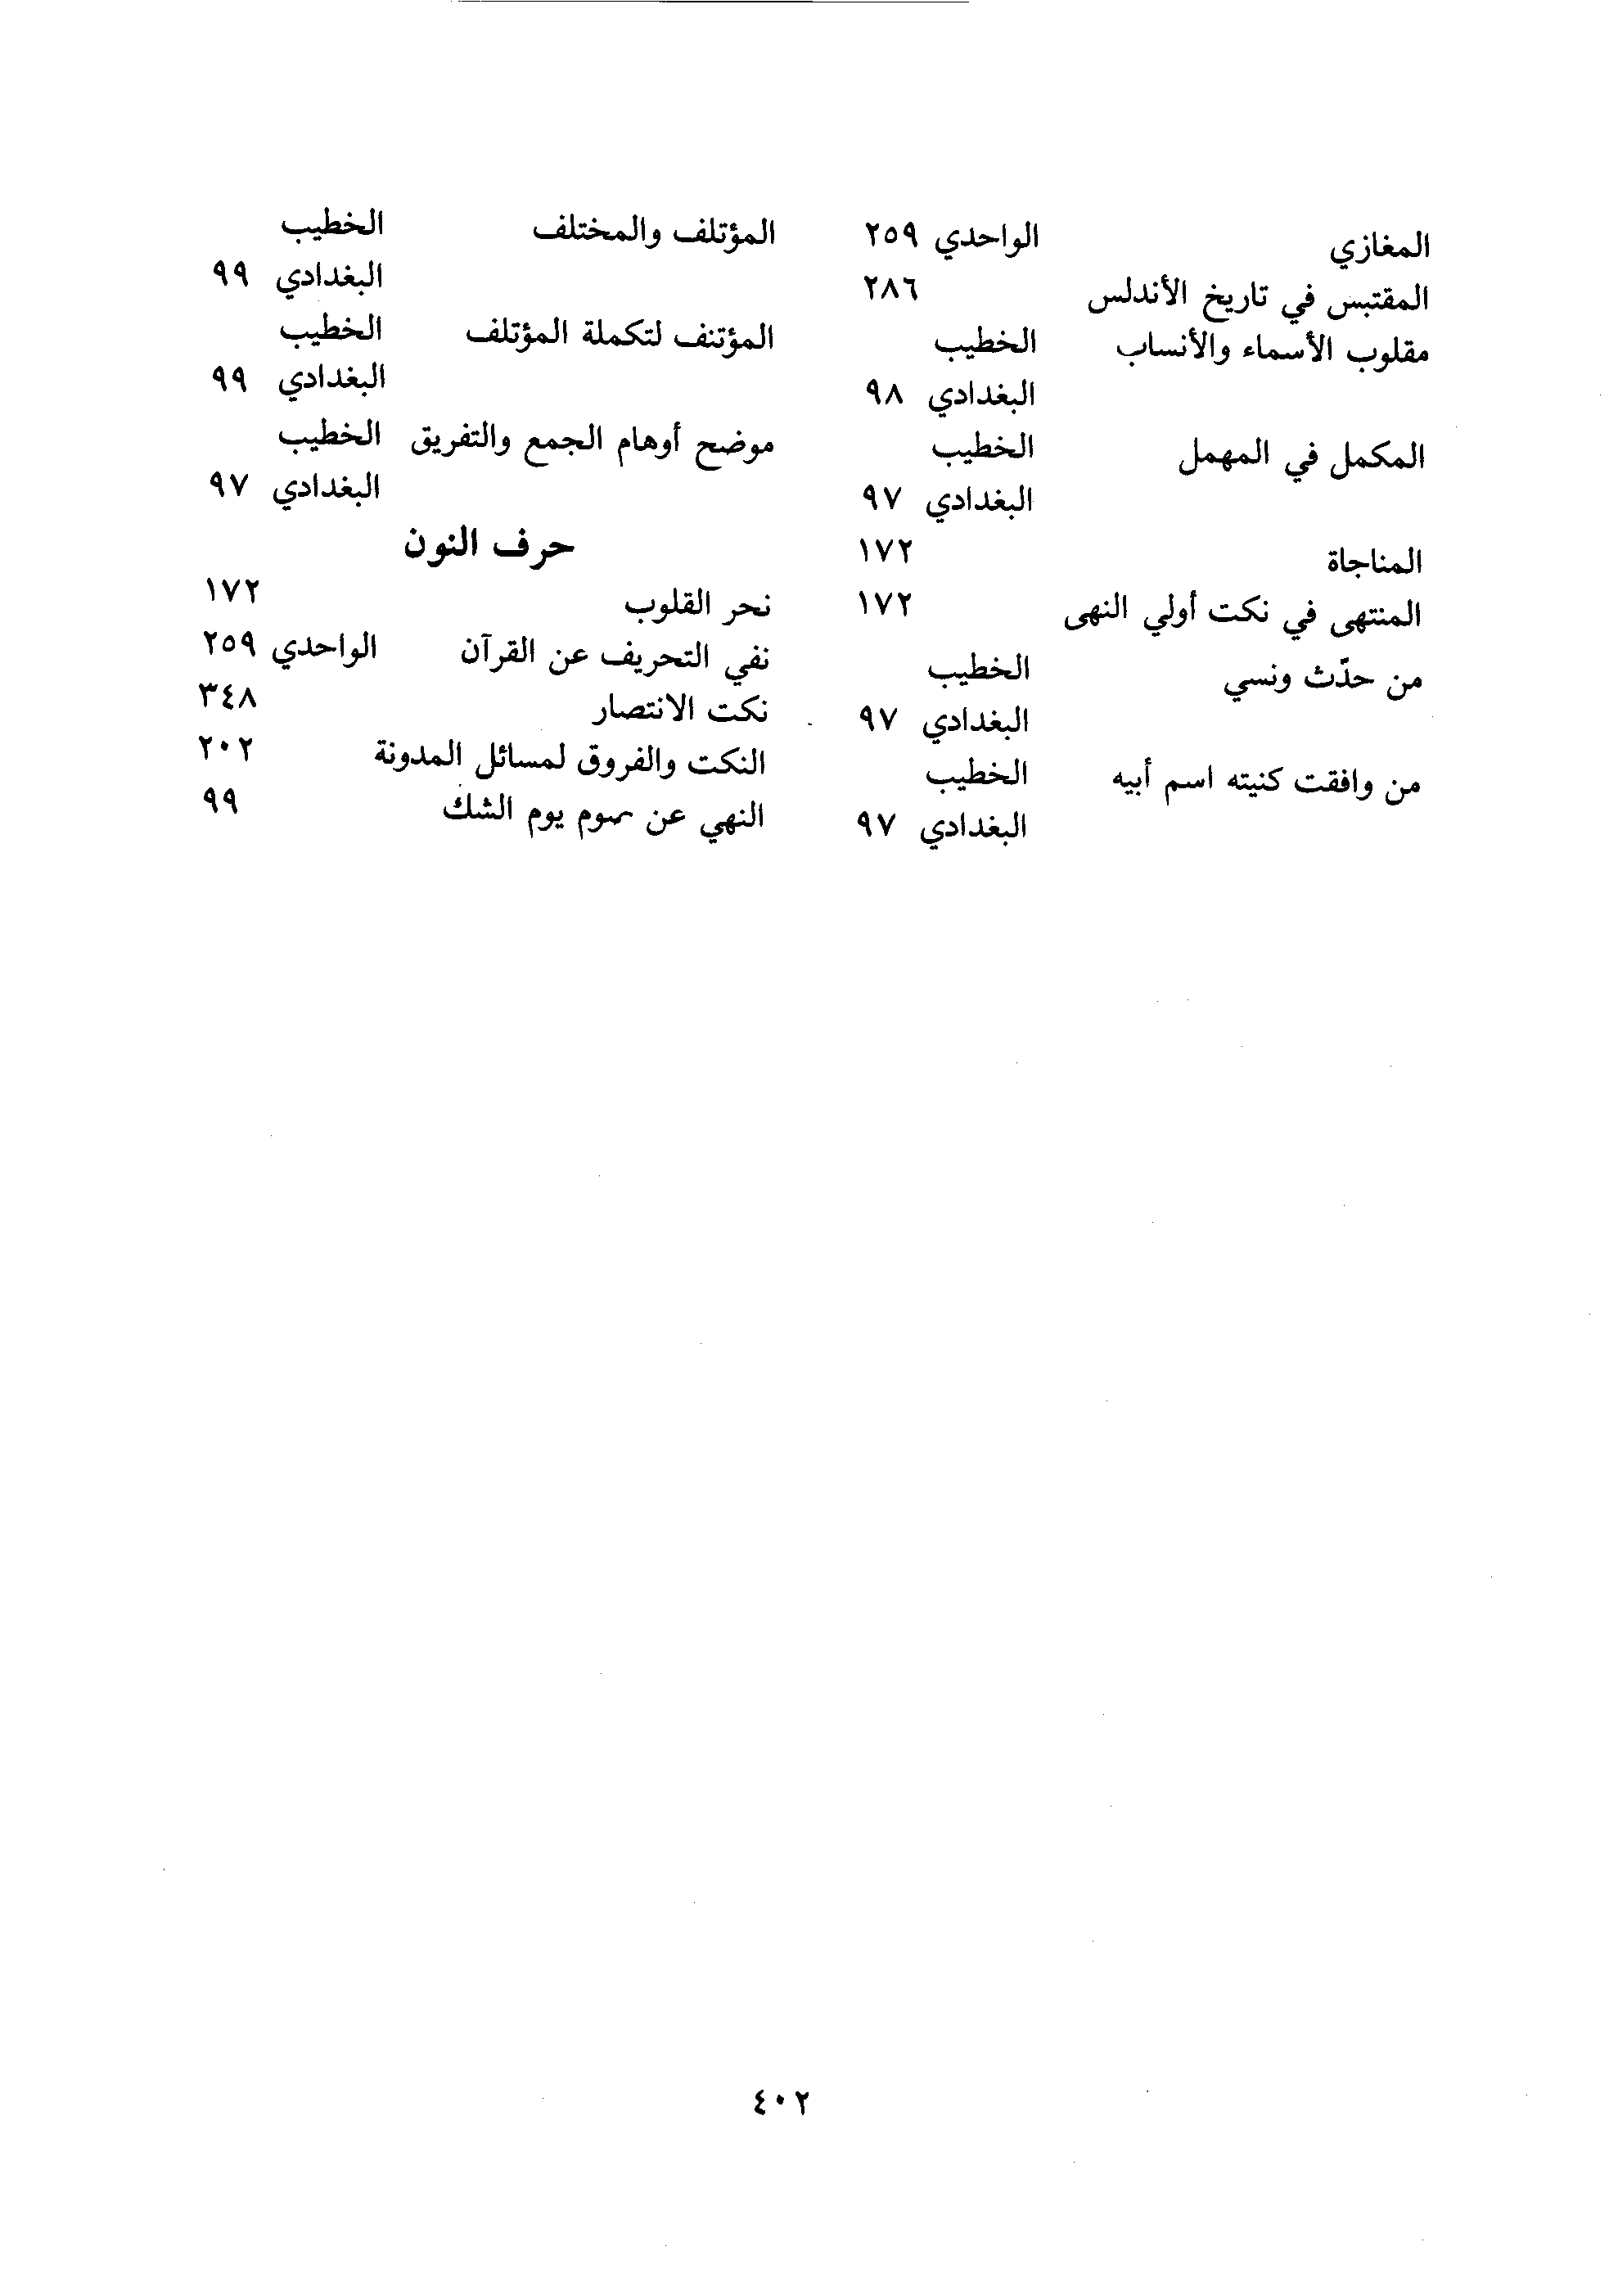 المغازي الواحدي ٢٥٩
المقتبس في تاريخ الأندلس ٢٨٦
مقلوب الأسماء والأنساب الخطيب
البغدادي ٩٨
المكمل في المهمل الخطيب
البغدادي ٩٧
المناجاة ١٧٢
المنتهى في نكت أولي النهى ١٧٢
من حدّث ونسي الخطيب
البغدادي ٩٧
من وافقت كنيته اسم أبيه الخطيب
البغدادي ٩٧
المؤتلف والمختلف الخطيب
البغدادي ٩٩
المؤتنف لتكملة المؤتلف الخطيب
البغدادي ٩٩
موضح أوهام الجمع والتفريق الخطيب
البغدادي ٩٧
حرف النون
نحر القلوب ١٧٢
نفي التحريف عن القرآن الواحدي ٢٥٩
نكت الانتصار ٣٤٨
النكت والفروق لمسائل المدونة ٢٠٢
النهي عن صوم يوم الشك ٩٩
٤٠٢